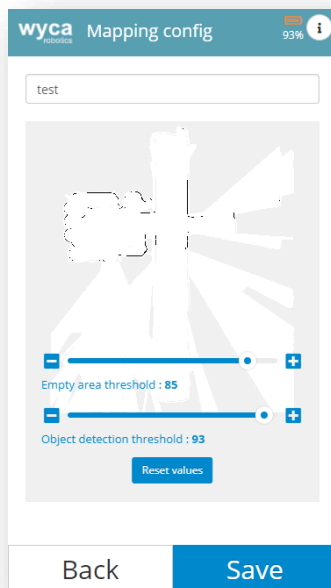 wyca
robotics
Mapping config
93%
i
test
Empty area threshold : 85
Object detection threshold : 93
Reset values
Back
Save